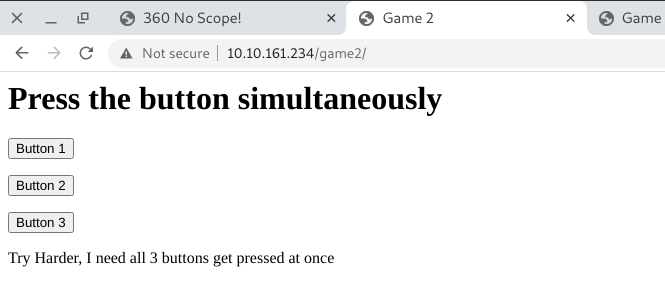 360 No Scope!
Game 2
Game
Not secure
10.10.161.234/game2/
Press the button simultaneously
Button 1
Button 2
Button 3
Try Harder, I need all 3 buttons get pressed at once